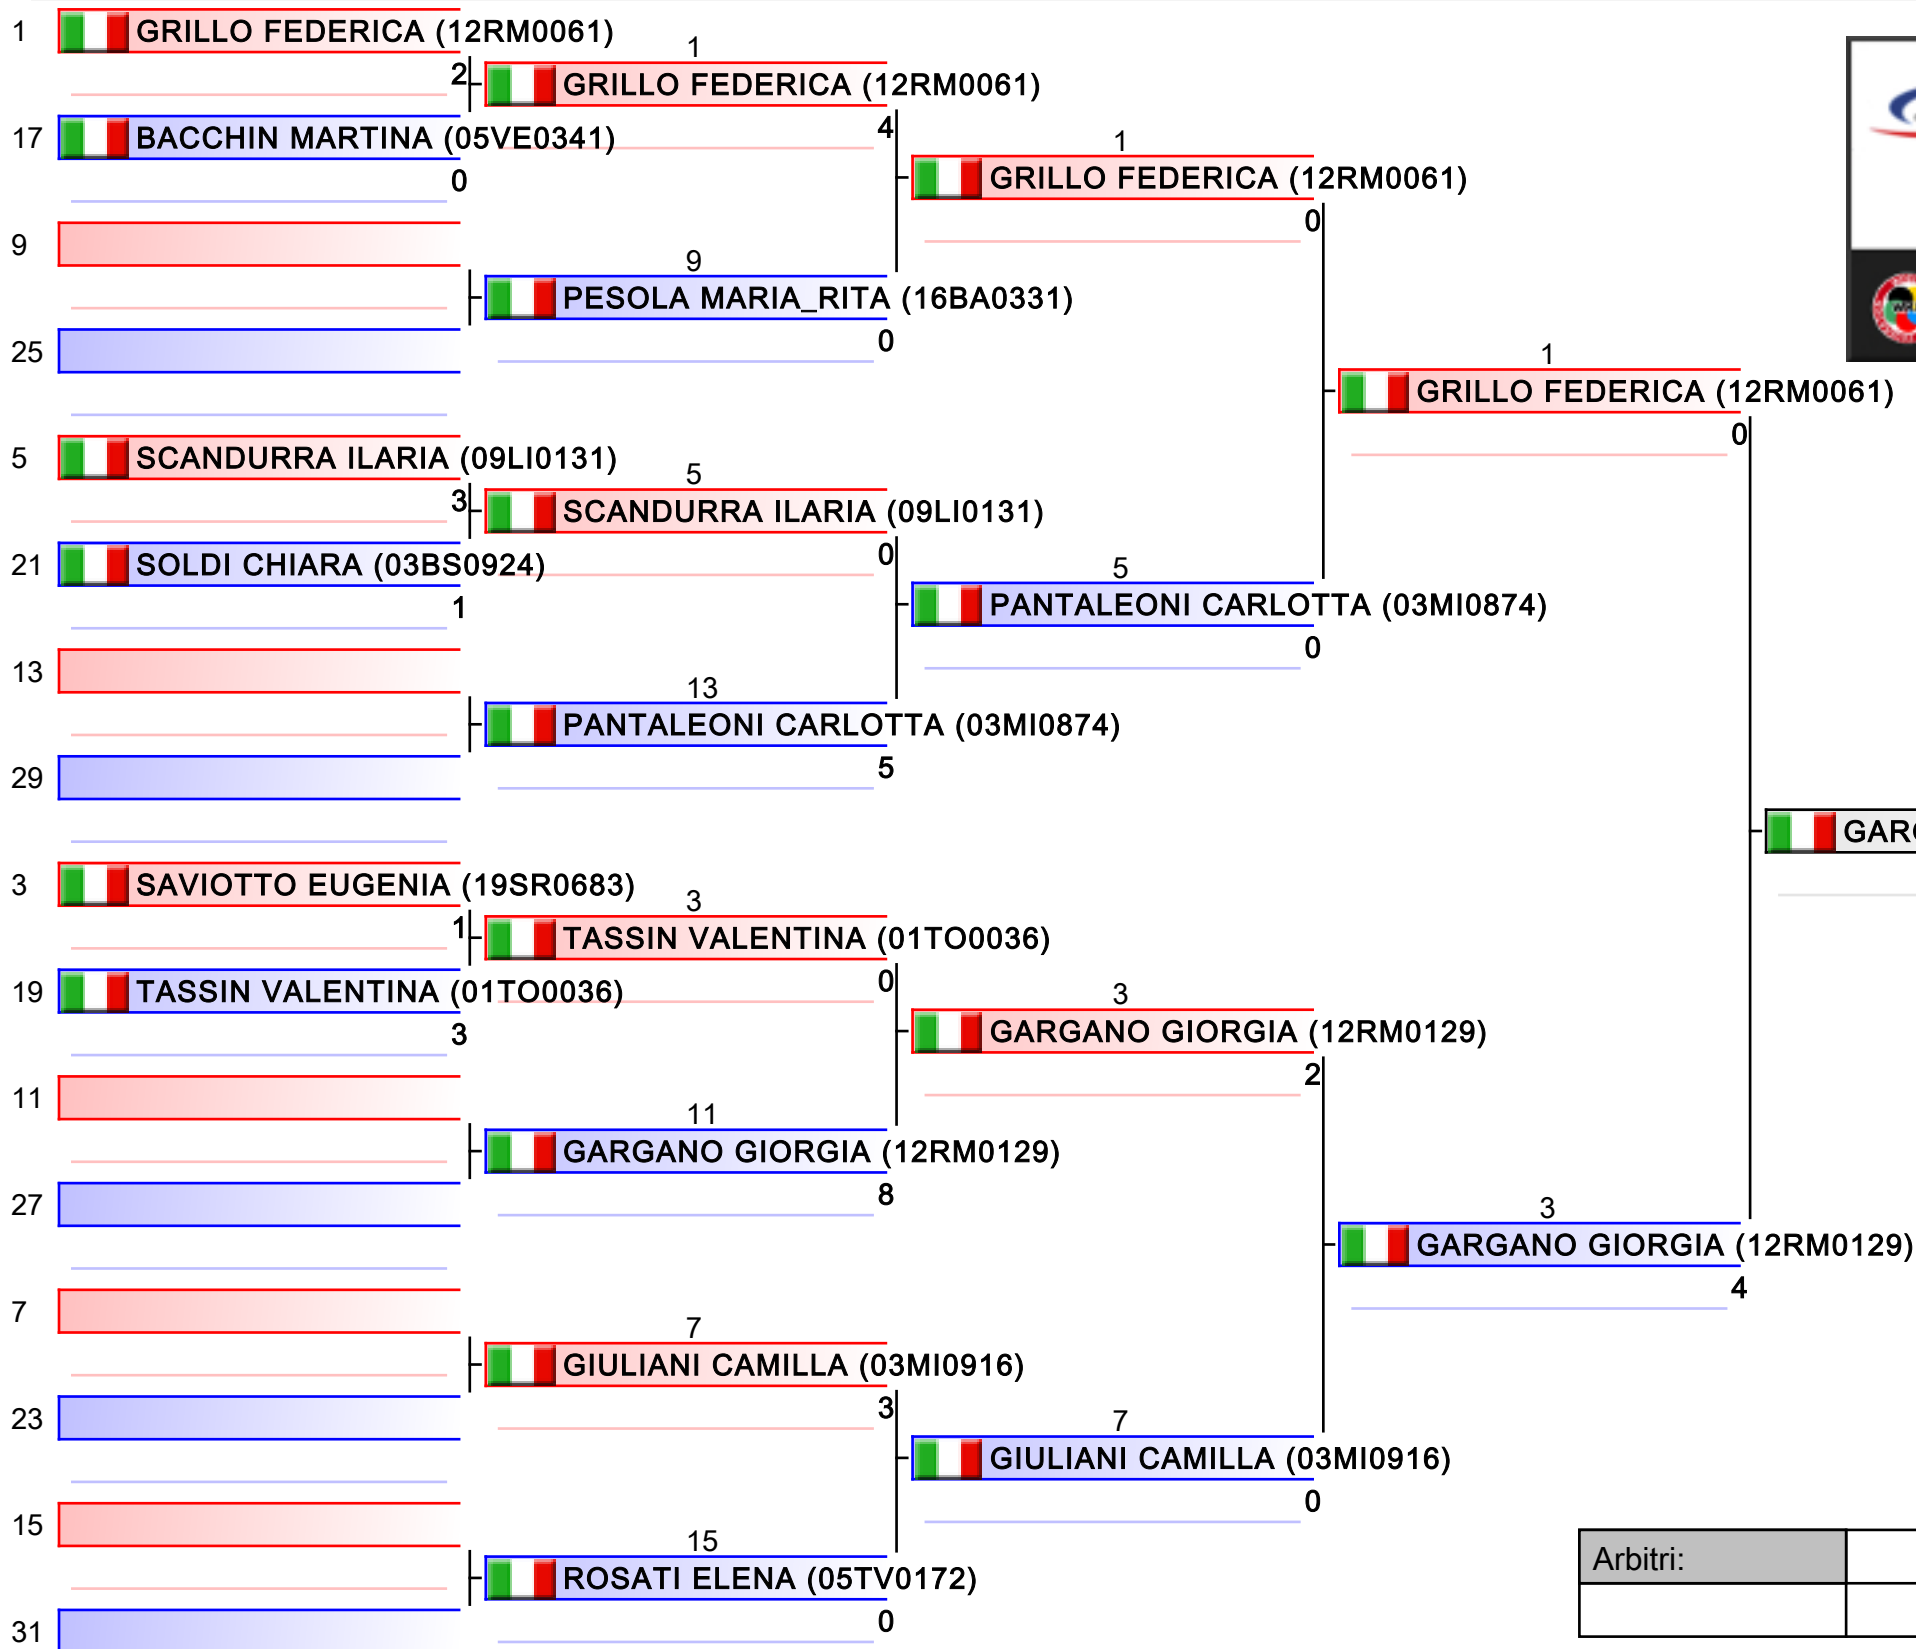 1 GRILLO FEDERICA (12RM0061)
2
17 BACCHIN MARTINA (05VE0341)
0
9
25
5 SCANDURRA ILARIA (09LI0131)
3
21 SOLDI CHIARA (03BS0924)
1
13
29
3 SAVIOTTO EUGENIA (19SR0683)
1
19 TASSIN VALENTINA (01TO0036)
3
11
27
7
23
15
31
1
GRILLO FEDERICA (12RM0061)
4
9
PESOLA MARIA_RITA (16BA0331)
0
5
SCANDURRA ILARIA (09LI0131)
0
13
PANTALEONI CARLOTTA (03MI0874)
5
3
TASSIN VALENTINA (01TO0036)
0
11
GARGANO GIORGIA (12RM0129)
8
7
GIULIANI CAMILLA (03MI0916)
3
15
ROSATI ELENA (05TV0172)
0
1
GRILLO FEDERICA (12RM0061)
0
5
PANTALEONI CARLOTTA (03MI0874)
0
3
GARGANO GIORGIA (12RM0129)
2
7
GIULIANI CAMILLA (03MI0916)
0
1
GRILLO FEDERICA (12RM0061)
0
3
GARGANO GIORGIA (12RM0129)
4
Arbitri: